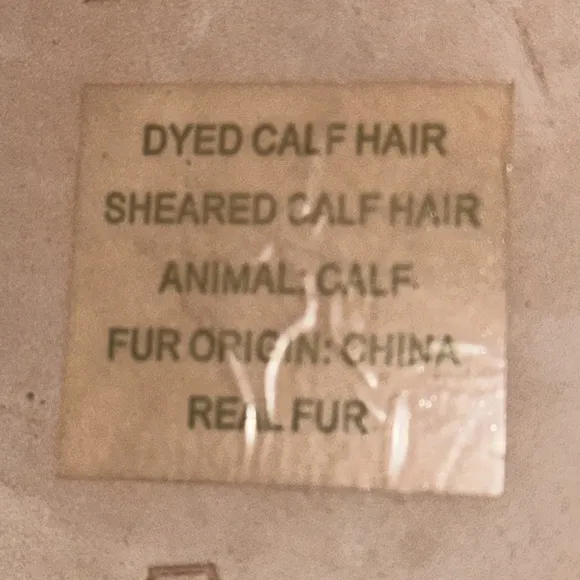 DYED CALF HAIR
SHEARED CALF HAIR
ANIMAL: CALF
FUR ORIGIN: CHINA
REAL FUR